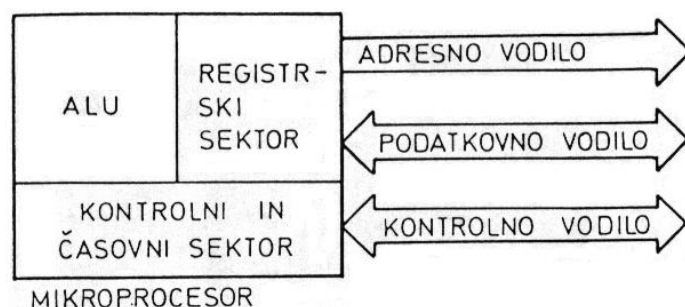 ALU
REGISTR-
SKI
SEKTOR
KONTROLNI IN
ČASOVNI SEKTOR
MIKROPROCESOR
ADRESNO VODILO
PODATKOVNO VODILO
KONTROLNO VODILO